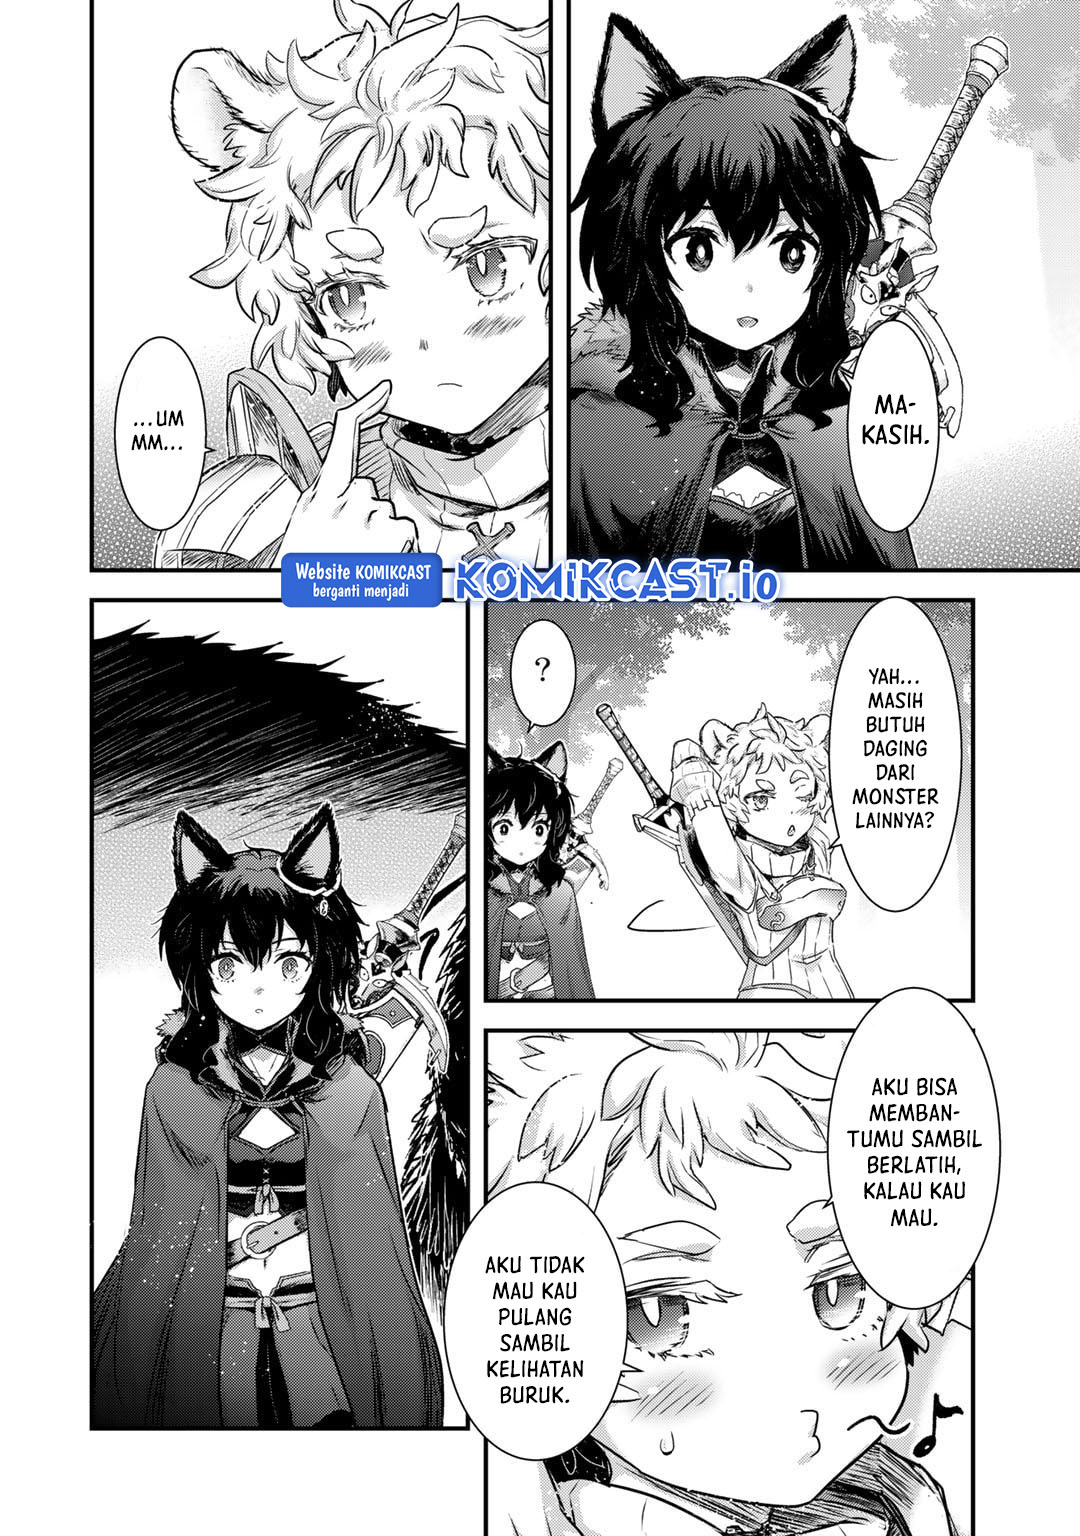 MA-
KASIH.
...UM
MM...
Website KOMIKCAST
berganti menjadi
KOMIKCAST.io
YAH...
MASIH
BUTUH
DAGING
DARI
MONSTER
LAINNYA?
?
AKU BISA
MEMBAN-
TUMU SAMBIL
BERLATIH,
KALAU KAU
MAU.
AKU TIDAK
MAU KAU
PULANG
SAMBIL
KELIHATAN
BURUK.